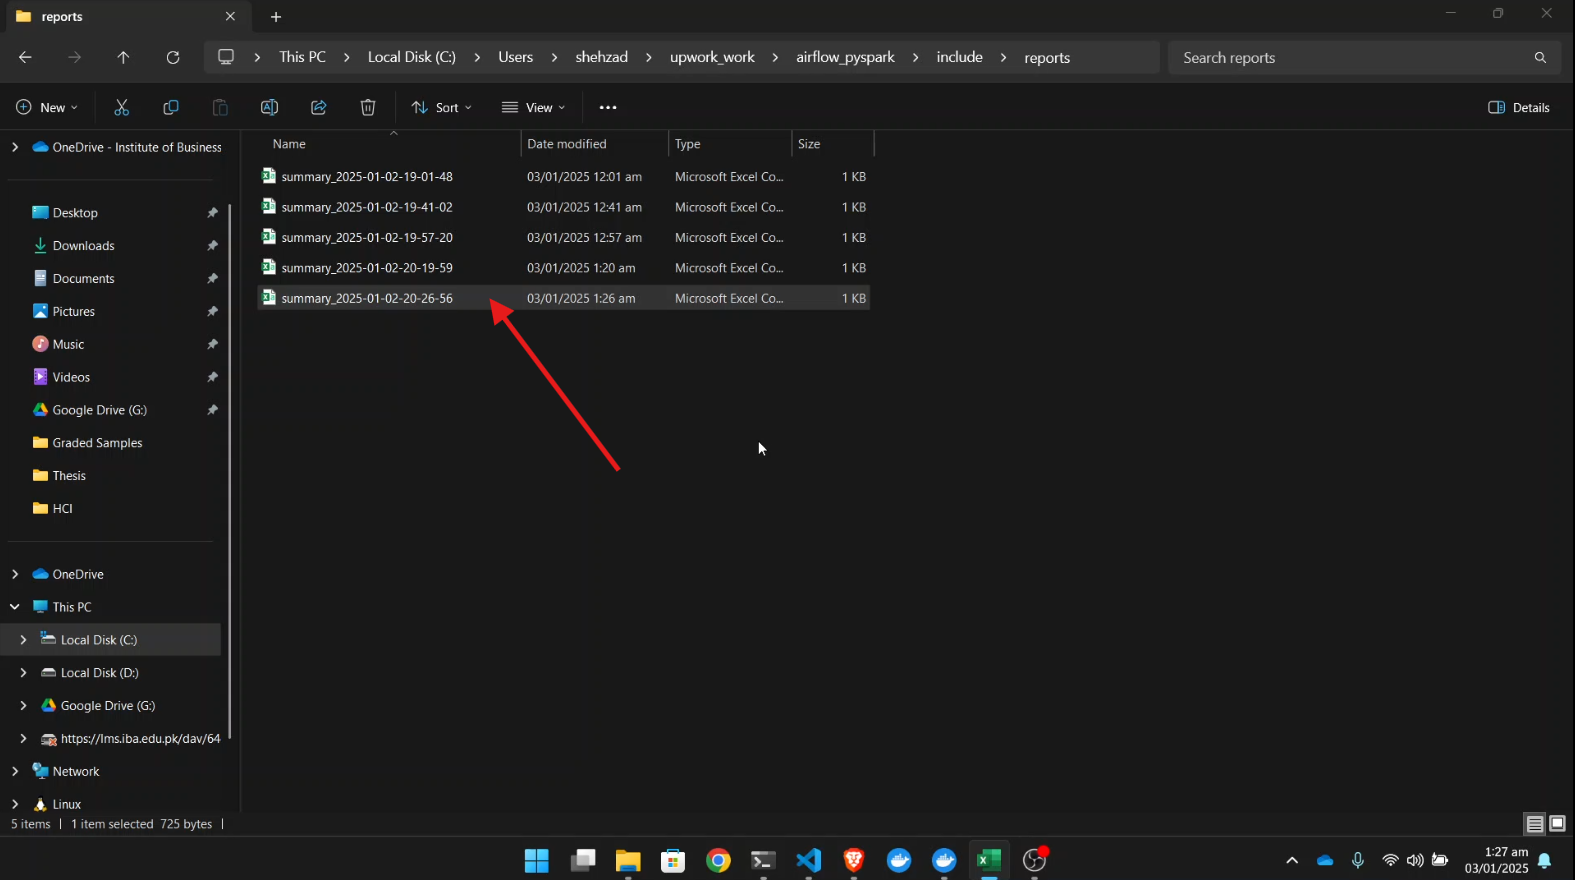 reports
This PC > Local Disk (C:) > Users > shehzad > upwork_work > airflow_pyspark > include > reports
Search reports
New
Sort
View
Details
OneDrive - Institute of Business
Desktop
Downloads
Documents
Pictures
Music
Videos
Google Drive (G:)
Graded Samples
Thesis
HCI
OneDrive
This PC
Local Disk (C:)
Local Disk (D:)
Google Drive (G:)
https://lms.iba.edu.pk/dav/64
Network
Linux
Name Date modified Type Size
summary_2025-01-02-19-01-48 03/01/2025 12:01 am Microsoft Excel Co... 1 KB
summary_2025-01-02-19-41-02 03/01/2025 12:41 am Microsoft Excel Co... 1 KB
summary_2025-01-02-19-57-20 03/01/2025 12:57 am Microsoft Excel Co... 1 KB
summary_2025-01-02-20-19-59 03/01/2025 1:20 am Microsoft Excel Co... 1 KB
summary_2025-01-02-20-26-56 03/01/2025 1:26 am Microsoft Excel Co... 1 KB
5 items | 1 item selected 725 bytes |
1:27 am
03/01/2025